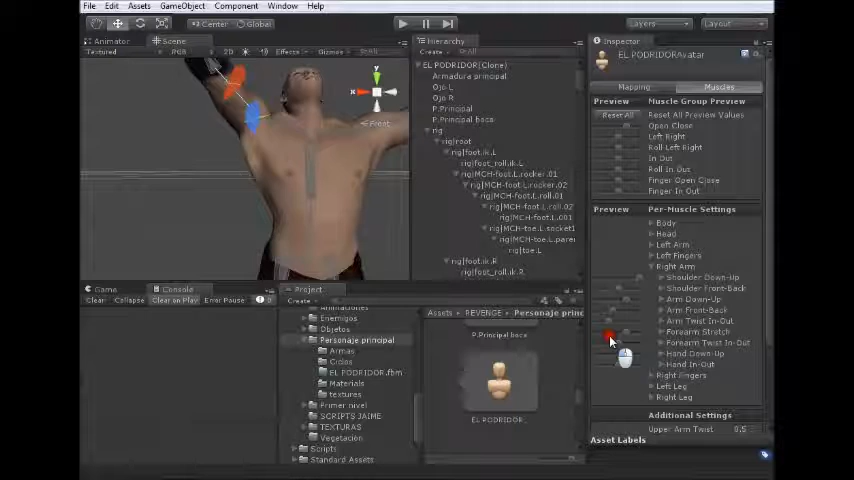 File Edit Assets GameObject Component Window Help
Center Global Layers Layout
Animator Scene
Textured RGB 2D Effects Gizmos
Front
Hierarchy
Create All
EL PODRIDOR(Clone)
Armadura principal
Ojo L
Ojo R
P.Principal
P.Principal boca
rig
rig|root
rig|foot.ik.L
rig|foot_roll.ik.L
rig|MCH-foot.L.rocker.01
rig|MCH-foot.L.rocker.02
rig|MCH-foot.L.roll.01
rig|MCH-foot.L.roll.02
rig|MCH-foot.L.001
rig|MCH-toe.L.socket1
rig|MCH-toe.L.parer
rig|toe.L
rig|foot.ik.R
rig|foot_roll.ik.R
Game Console
Clear Collapse Clear on Play Error Pause
Project
Create
Animaciones
Enemigos
Objetos
Personaje principal
Armas
Ciclos
EL PODRIDOR.fbm
Materials
textures
Primer nivel
SCRIPTS JAIME
TEXTURAS
Vegetación
Scripts
Standard Assets
Assets REVENGE Personaje princ
P.Principal boca
EL PODRIDOR_
Inspector
EL PODRIDORAvatar
Mapping Muscles
Preview Muscle Group Preview
Reset All Reset All Preview Values
Open Close
Left Right
Roll Left Right
In Out
Roll In Out
Finger Open Close
Finger In Out
Preview Per-Muscle Settings
Body
Head
Left Arm
Left Fingers
Right Arm
Shoulder Down-Up
Shoulder Front-Back
Arm Down-Up
Arm Front-Back
Arm Twist In-Out
Forearm Stretch
Forearm Twist In-Out
Hand Down-Up
Hand In-Out
Right Fingers
Left Leg
Right Leg
Additional Settings
Upper Arm Twist 0.5
Asset Labels